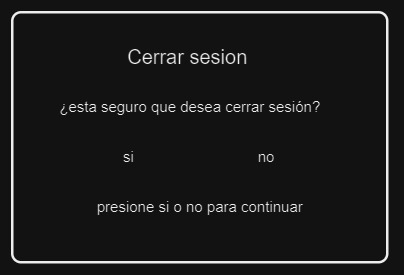 Cerrar sesion
¿esta seguro que desea cerrar sesión?
si no
presione si o no para continuar